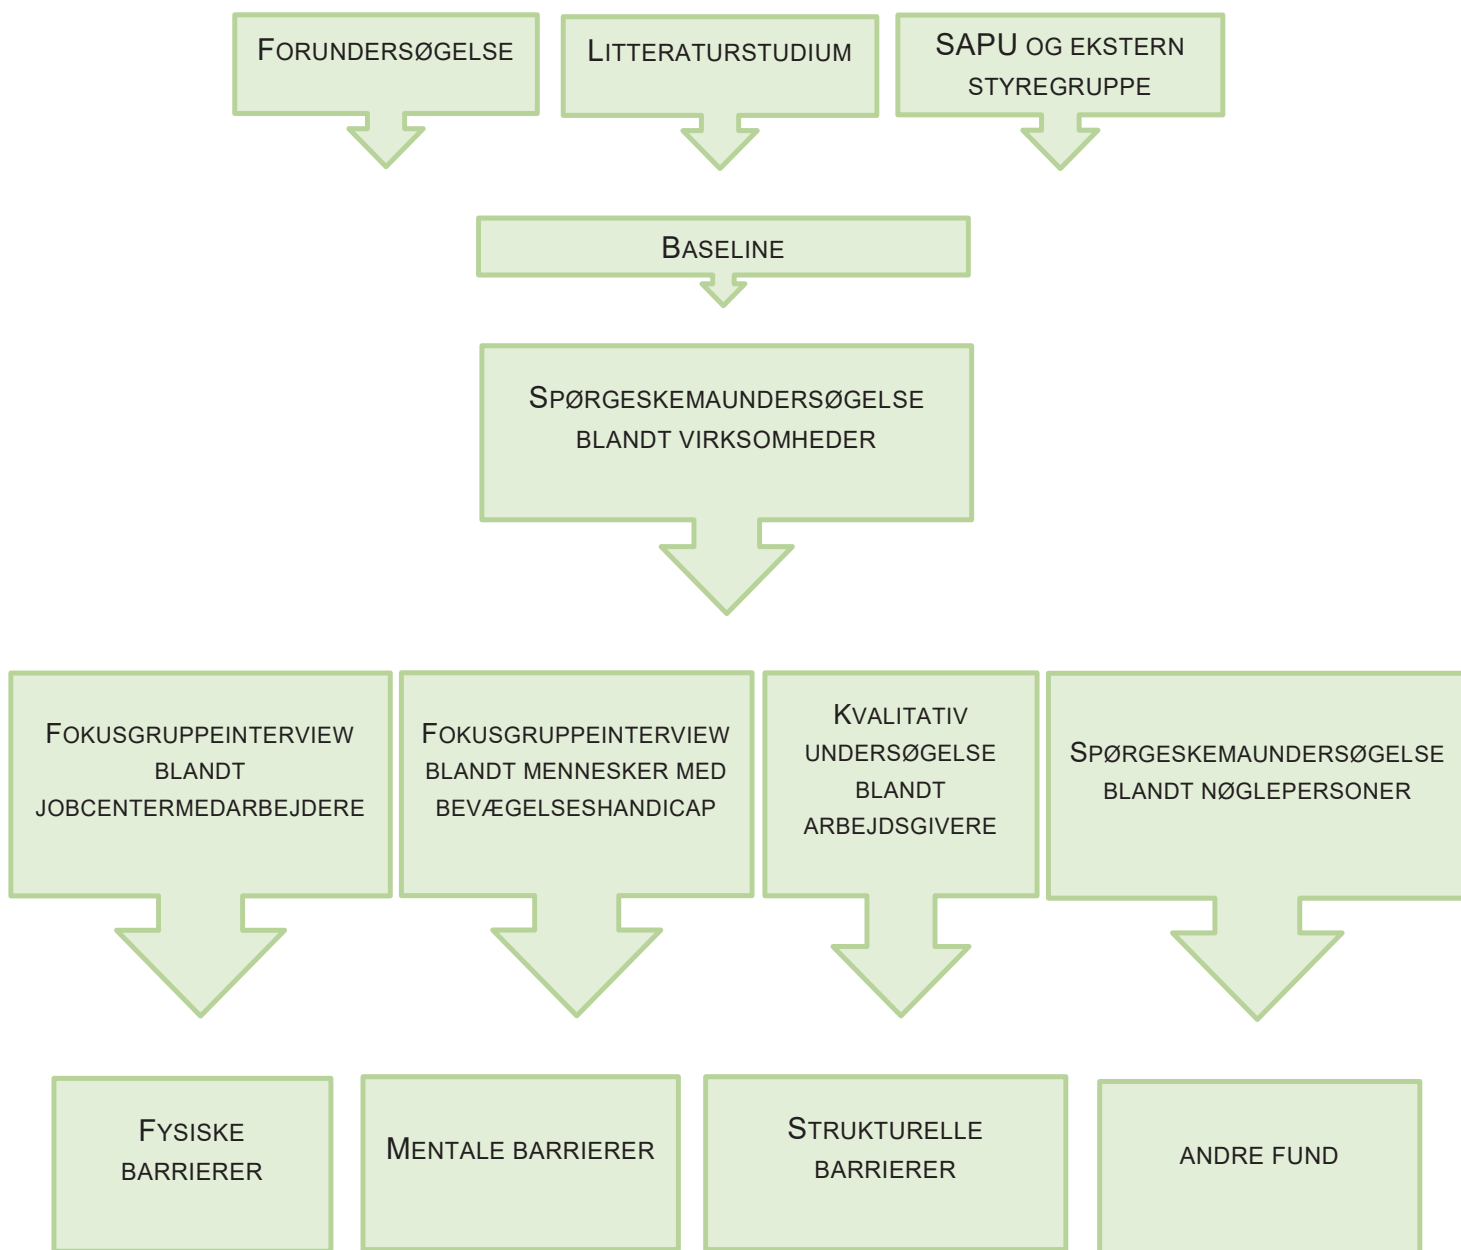 FORUNDERSØGELSE
LITTERATURSTUDIUM
SAPU OG EKSTERN
STYREGRUPPE
BASELINE
SPØRGESKEMAUNDERSØGELSE
BLANDT VIRKSOMHEDER
FOKUSGRUPPEINTERVIEW
BLANDT
JOBCENTERMEDARBEJDERE
FOKUSGRUPPEINTERVIEW
BLANDT MENNESKER MED
BEVÆGELSESHANDICAP
KVALITATIV
UNDERSØGELSE
BLANDT
ARBEJDSGIVERE
SPØRGESKEMAUNDERSØGELSE
BLANDT NØGLEPERSONER
FYSISKE
BARRIERER
MENTALE BARRIERER
STRUKTURELLE
BARRIERER
ANDRE FUND